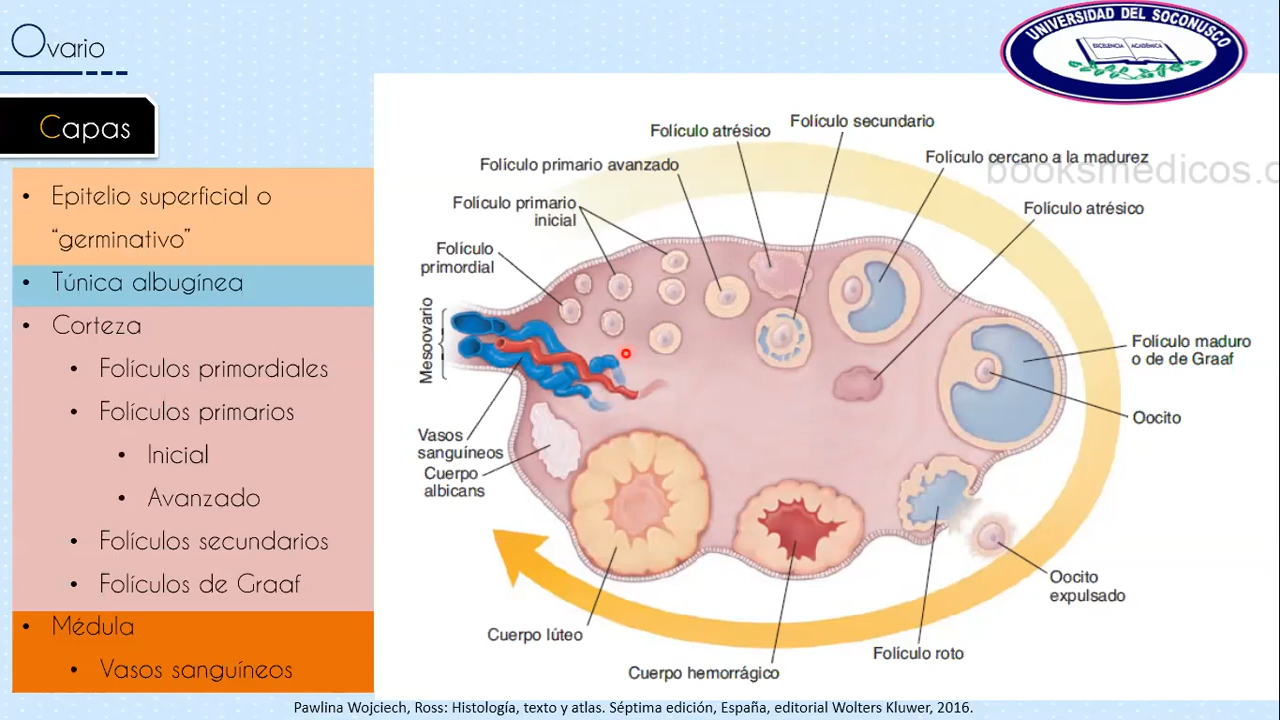 Ovario
UNIVERSIDAD DEL SOCONUSCO
EXCELENCIA ACADÉMICA
Capas
• Epitelio superficial o
“germinativo”
• Túnica albugínea
• Corteza
• Folículos primordiales
• Folículos primarios
• Inicial
• Avanzado
• Folículos secundarios
• Folículos de Graaf
• Médula
• Vasos sanguíneos
Folículo atrésico
Folículo secundario
Folículo primario avanzado
Folículo cercano a la madurez
booksmedicos.c
Folículo primario
inicial
Folículo atrésico
Folículo
primordial
Mesoovario
Folículo maduro
o de de Graaf
Oocito
Vasos
sanguíneos
Cuerpo
albicans
Oocito
expulsado
Cuerpo lúteo
Folículo roto
Cuerpo hemorrágico
Pawlina Wojciech, Ross: Histología, texto y atlas. Séptima edición, España, editorial Wolters Kluwer, 2016.